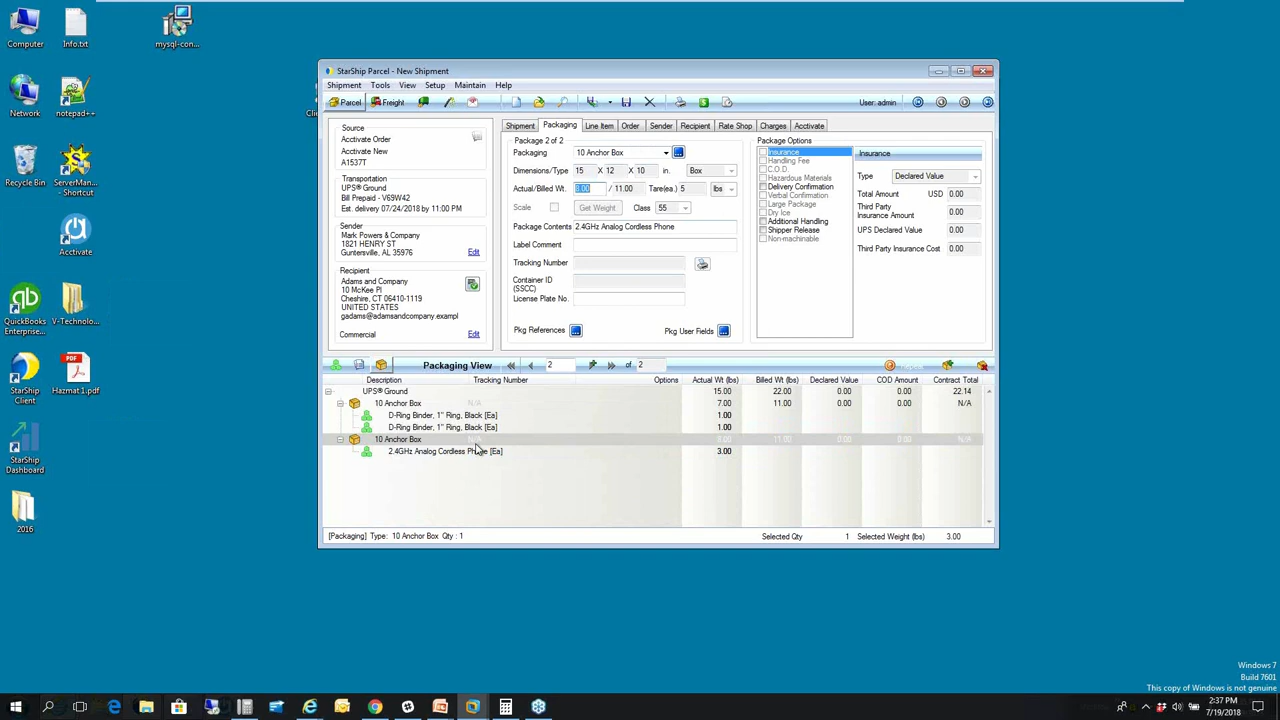 Computer
Info.txt
mysql-con...
Network
notepad++
Recycle Bin
ServerMan...
- Shortcut
Acctivate
QuickBooks
Enterprise...
V-Technolo...
StarShip
Client
Hazmat 1.pdf
StarShip
Dashboard
2016
StarShip Parcel - New Shipment
Shipment Tools View Setup Maintain Help
Parcel Freight User: admin
Source
Acctivate Order
Acctivate New
A1537T
Transportation
UPS® Ground
Bill Prepaid - V69W42
Est. delivery 07/24/2018 by 11:00 PM
Sender
Mark Powers & Company
1821 HENRY ST
Guntersville, AL 35976
Edit
Recipient
Adams and Company
10 McKee Pl
Cheshire, CT 06410-1119
UNITED STATES
gadams@adamsandcompany.exampl
Commercial Edit
Shipment Packaging Line Item Order Sender Recipient Rate Shop Charges Acctivate
Package 2 of 2
Packaging 10 Anchor Box
Dimensions/Type 15 X 12 X 10 in. Box
Actual/Billed Wt. 8.00 / 11.00 Tare(ea.) 5 lbs
Scale Get Weight Class 55
Package Contents 2.4GHz Analog Cordless Phone
Label Comment
Tracking Number
Container ID
(SSCC)
License Plate No.
Pkg References Pkg User Fields
Package Options
Insurance
Handling Fee
C.O.D.
Hazardous Materials
Delivery Confirmation
Verbal Confirmation
Large Package
Dry Ice
Additional Handling
Shipper Release
Non-machinable
Insurance
Type Declared Value
Total Amount USD 0.00
Third Party
Insurance Amount 0.00
UPS Declared Value 0.00
Third Party Insurance Cost 0.00
Packaging View 2 of 2 Repeat
Description Tracking Number Options Actual Wt (lbs) Billed Wt (lbs) Declared Value COD Amount Contract Total
UPS® Ground 15.00 22.00 0.00 0.00 22.14
10 Anchor Box N/A 7.00 11.00 0.00 0.00 N/A
D-Ring Binder, 1" Ring, Black [Ea] 1.00
D-Ring Binder, 1" Ring, Black [Ea] 1.00
10 Anchor Box N/A 8.00 11.00 0.00 0.00 N/A
2.4GHz Analog Cordless Phone [Ea] 3.00
[Packaging] Type: 10 Anchor Box Qty : 1 Selected Qty 1 Selected Weight (lbs) 3.00
Windows 7
Build 7601
This copy of Windows is not genuine
2:37 PM
7/19/2018